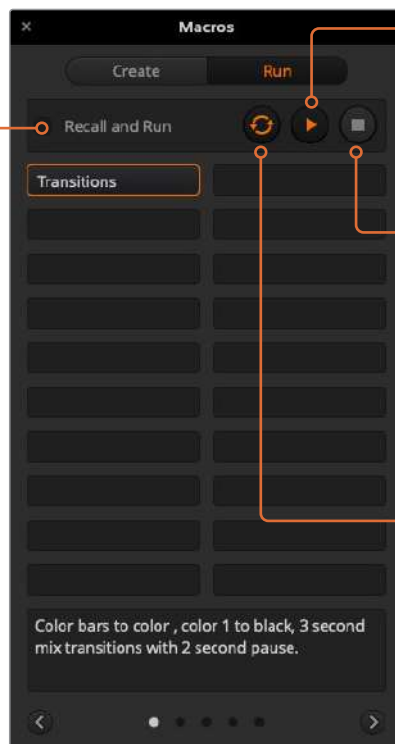 Macros
Create Run
Recall and Run
Transitions
Color bars to color , color 1 to black, 3 second
mix transitions with 2 second pause.